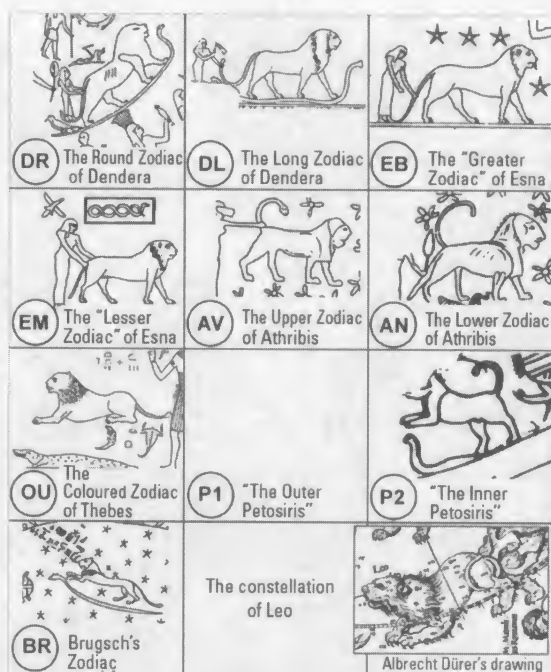 DR The Round Zodiac
of Dendera
DL The Long Zodiac
of Dendera
EB The "Greater
Zodiac" of Esna
EM The "Lesser
Zodiac" of Esna
AV The Upper Zodiac
of Athribis
AN The Lower Zodiac
of Athribis
The
OU Coloured Zodiac
of Thebes
P1 "The Outer
Petosiris"
P2 "The Inner
Petosiris"
BR Brugsch's
Zodiac
The constellation
of Leo
Leo
Albrecht Dürer's drawing